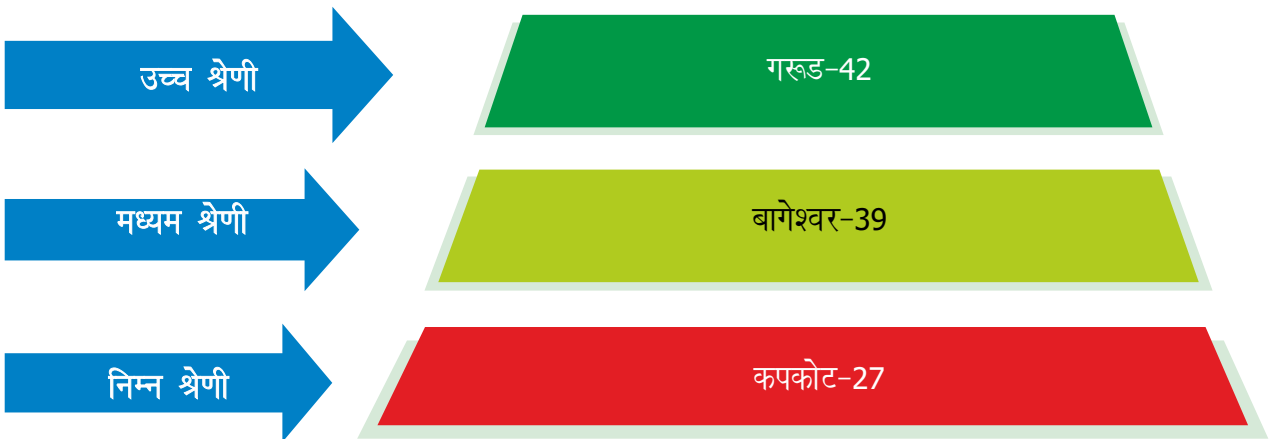 उच्च श्रेणी
गरूड-42
मध्यम श्रेणी
बागेश्वर-39
निम्न श्रेणी
कपकोट-27